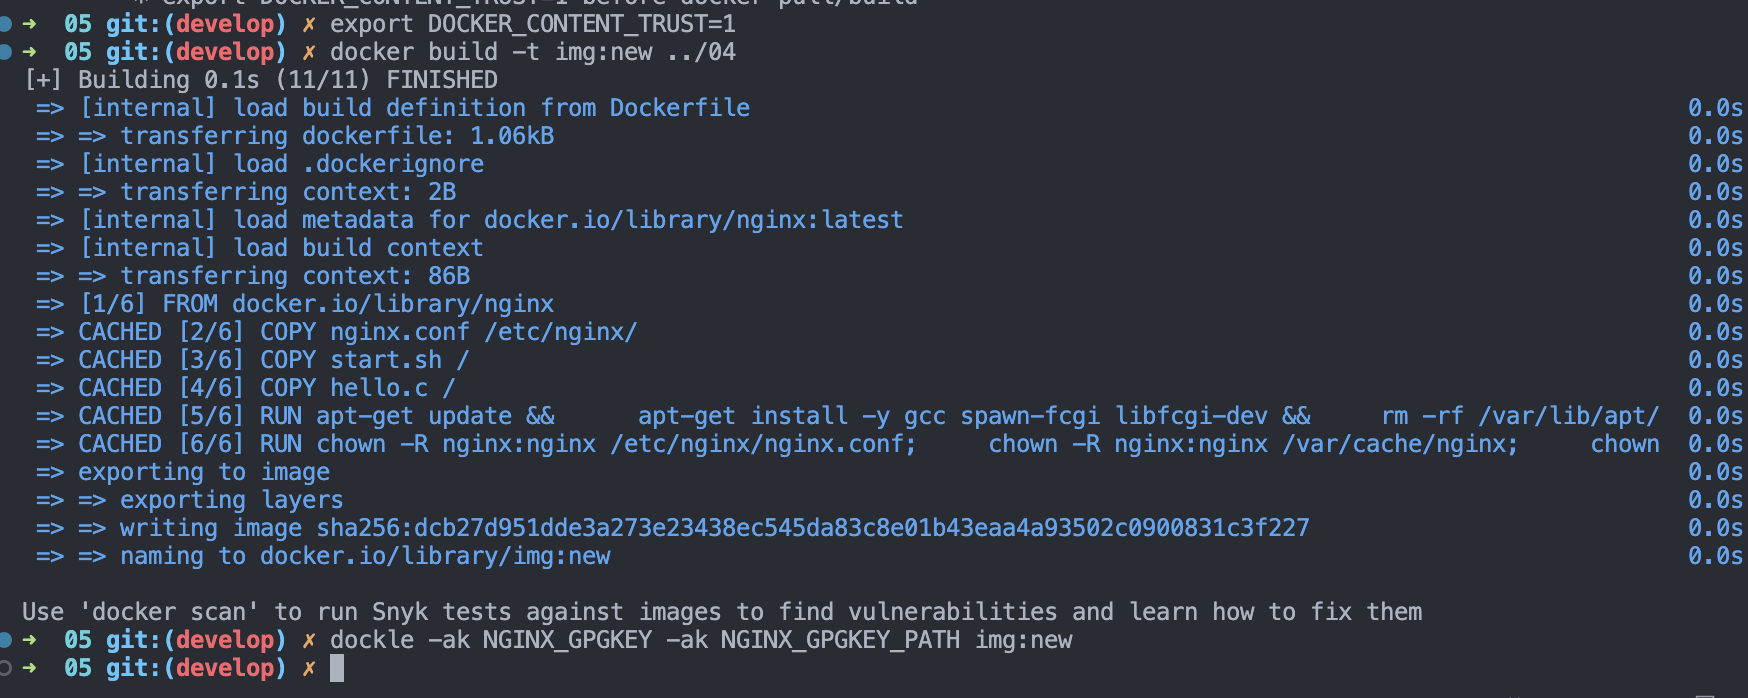 * export DOCKER_CONTENT_TRUST=1 before docker pull/build
➜  05 git:(develop) ✗ export DOCKER_CONTENT_TRUST=1
➜  05 git:(develop) ✗ docker build -t img:new ../04
[+] Building 0.1s (11/11) FINISHED
=> [internal] load build definition from Dockerfile 0.0s
=> => transferring dockerfile: 1.06kB 0.0s
=> [internal] load .dockerignore 0.0s
=> => transferring context: 2B 0.0s
=> [internal] load metadata for docker.io/library/nginx:latest 0.0s
=> [internal] load build context 0.0s
=> => transferring context: 86B 0.0s
=> [1/6] FROM docker.io/library/nginx 0.0s
=> CACHED [2/6] COPY nginx.conf /etc/nginx/ 0.0s
=> CACHED [3/6] COPY start.sh / 0.0s
=> CACHED [4/6] COPY hello.c / 0.0s
=> CACHED [5/6] RUN apt-get update &&      apt-get install -y gcc spawn-fcgi libfcgi-dev &&     rm -rf /var/lib/apt/ 0.0s
=> CACHED [6/6] RUN chown -R nginx:nginx /etc/nginx/nginx.conf;     chown -R nginx:nginx /var/cache/nginx;     chown 0.0s
=> exporting to image 0.0s
=> => exporting layers 0.0s
=> => writing image sha256:dcb27d951dde3a273e23438ec545da83c8e01b43eaa4a93502c0900831c3f227 0.0s
=> => naming to docker.io/library/img:new 0.0s
Use 'docker scan' to run Snyk tests against images to find vulnerabilities and learn how to fix them
➜  05 git:(develop) ✗ dockle -ak NGINX_GPGKEY -ak NGINX_GPGKEY_PATH img:new
➜  05 git:(develop) ✗